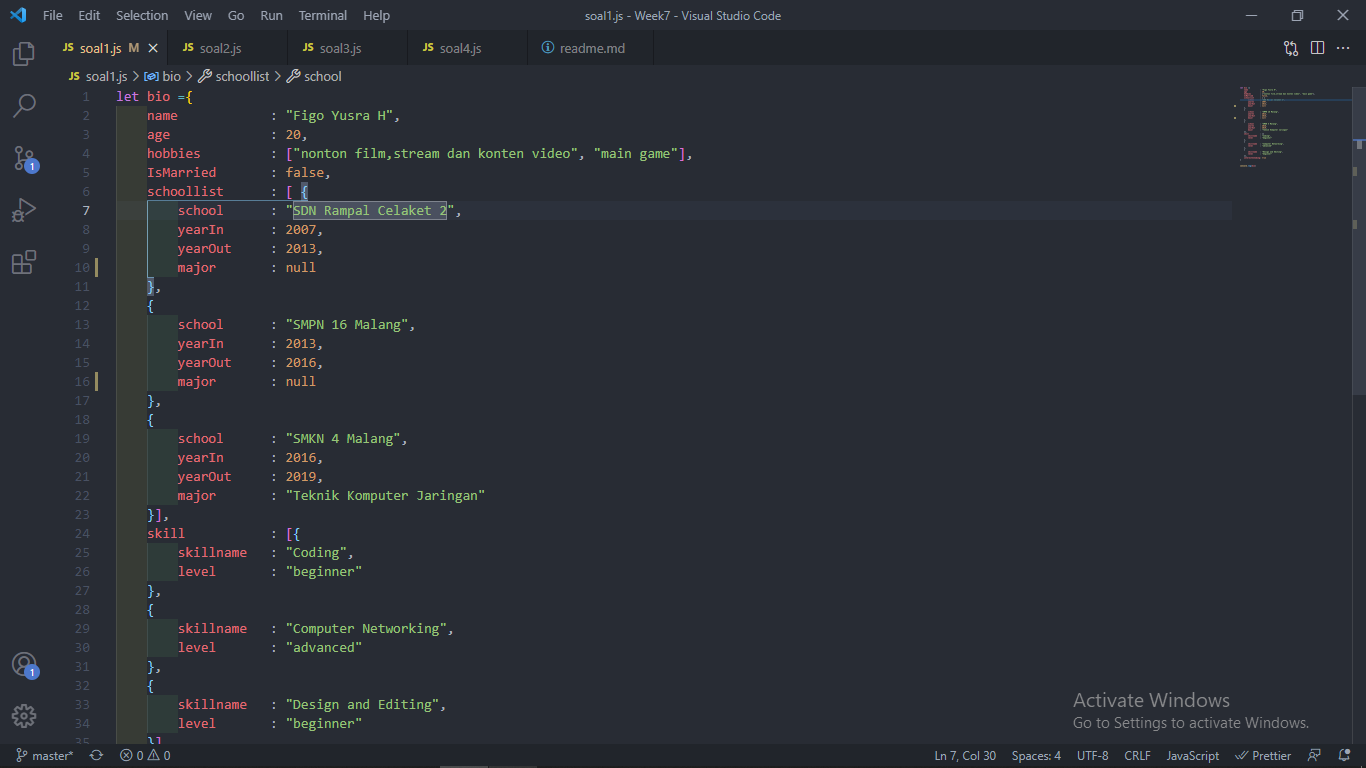 File Edit Selection View Go Run Terminal Help soal1.js - Week7 - Visual Studio Code
JS soal1.js M JS soal2.js JS soal3.js JS soal4.js readme.md
JS soal1.js > bio > schoollist > school
1 let bio ={
2 name : "Figo Yusra H",
3 age : 20,
4 hobbies : ["nonton film,stream dan konten video", "main game"],
5 IsMarried : false,
6 schoollist : [ {
7 school : "SDN Rampal Celaket 2",
8 yearIn : 2007,
9 yearOut : 2013,
10 major : null
11 },
12 {
13 school : "SMPN 16 Malang",
14 yearIn : 2013,
15 yearOut : 2016,
16 major : null
17 },
18 {
19 school : "SMKN 4 Malang",
20 yearIn : 2016,
21 yearOut : 2019,
22 major : "Teknik Komputer Jaringan"
23 }],
24 skill : [{
25 skillname : "Coding",
26 level : "beginner"
27 },
28 {
29 skillname : "Computer Networking",
30 level : "advanced"
31 },
32 {
33 skillname : "Design and Editing",
34 level : "beginner"
35 }]
1
1
Activate Windows
Go to Settings to activate Windows.
master* 0 0 Ln 7, Col 30 Spaces: 4 UTF-8 CRLF JavaScript Prettier